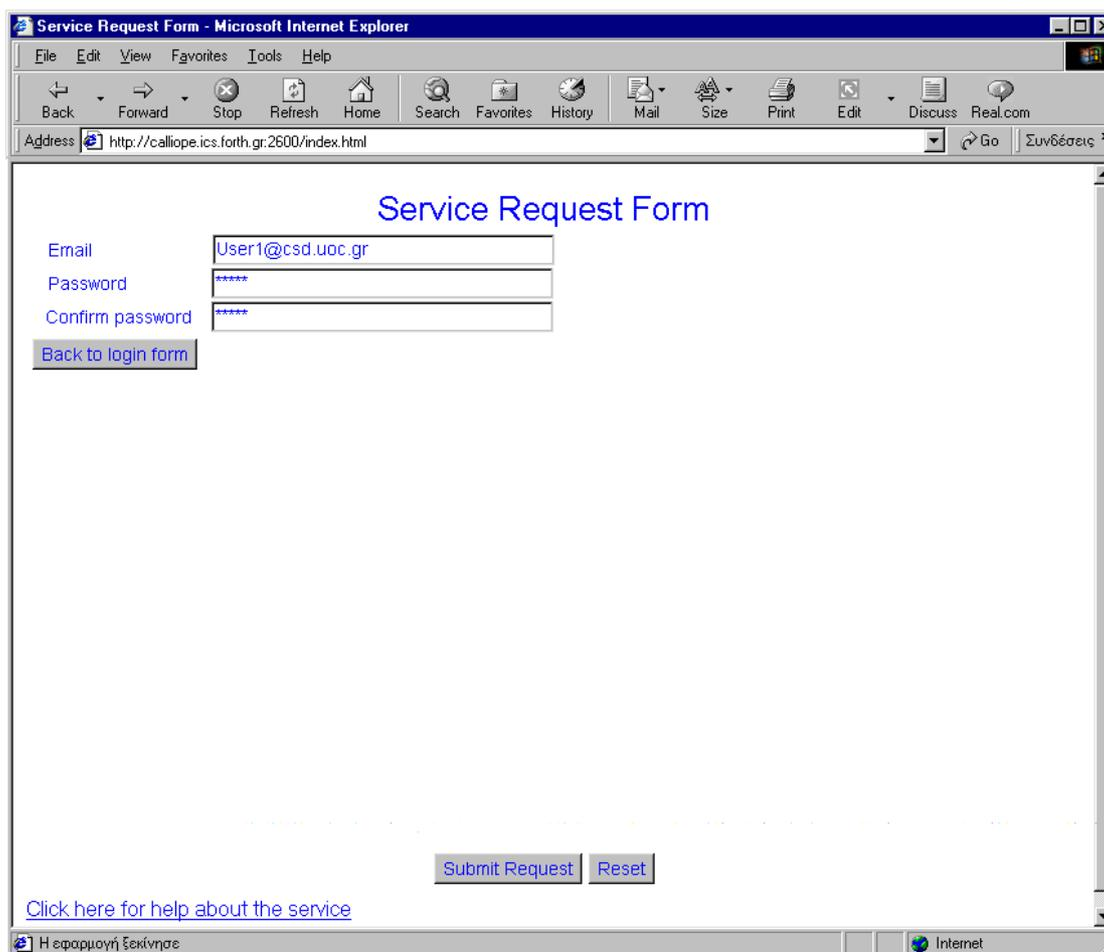 Service Request Form - Microsoft Internet Explorer
File Edit View Favorites Tools Help
Back Forward Stop Refresh Home Search Favorites History Mail Size Print Edit Discuss Real.com
Address http://calliope.ics.forth.gr:2600/index.html Go Συνδέσεις
Service Request Form
Email User1@csd.uoc.gr
Password *****
Confirm password *****
Back to login form
Submit Request Reset
Click here for help about the service
Η εφαρμογή ξεκίνησε Internet